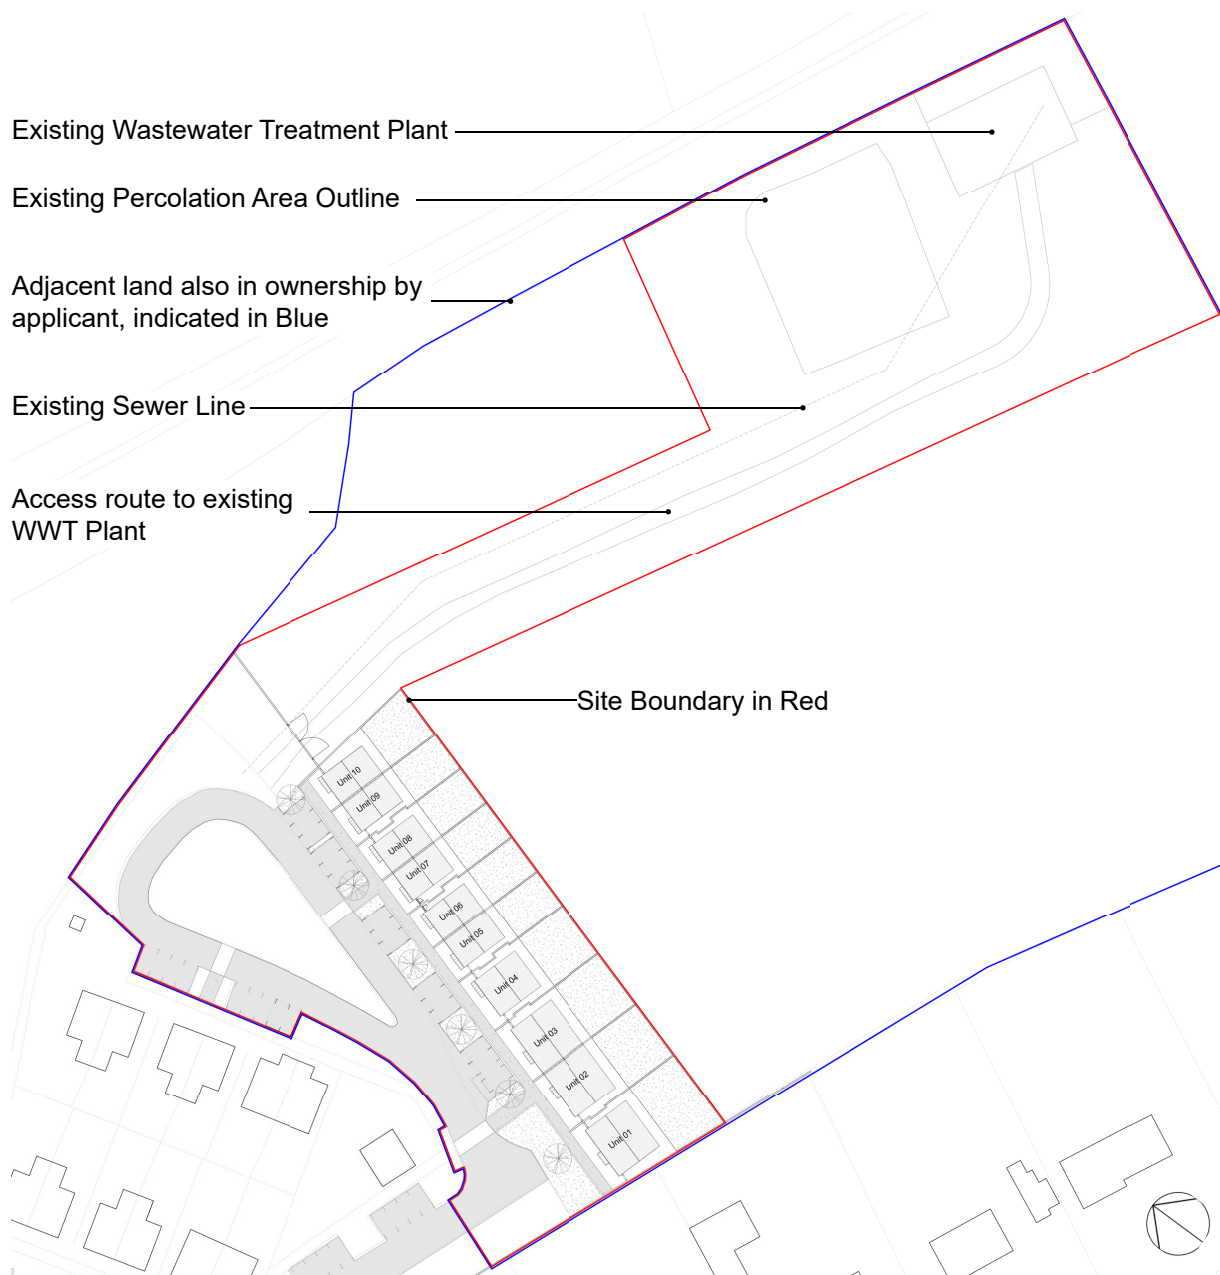 Existing Wastewater Treatment Plant
Existing Percolation Area Outline
Adjacent land also in ownership by
applicant, indicated in Blue
Existing Sewer Line
Access route to existing
WWT Plant
Site Boundary in Red
Unit 10
Unit 09
Unit 08
Unit 07
Unit 06
Unit 05
Unit 04
Unit 03
unit 02
Unit 01